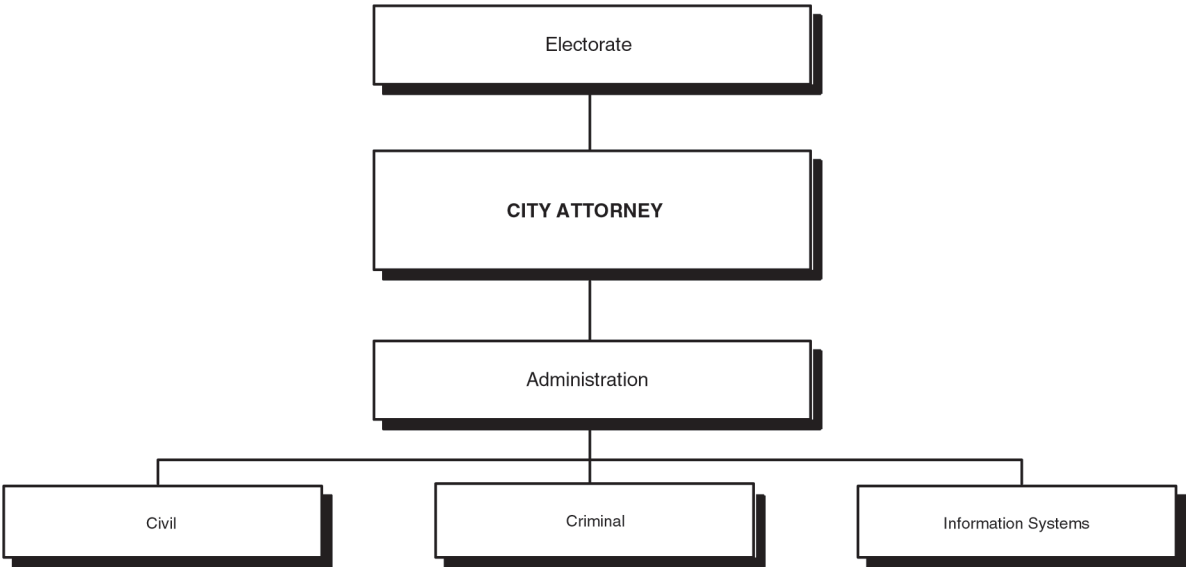 Electorate
CITY ATTORNEY
Administration
Civil
Criminal
Information Systems